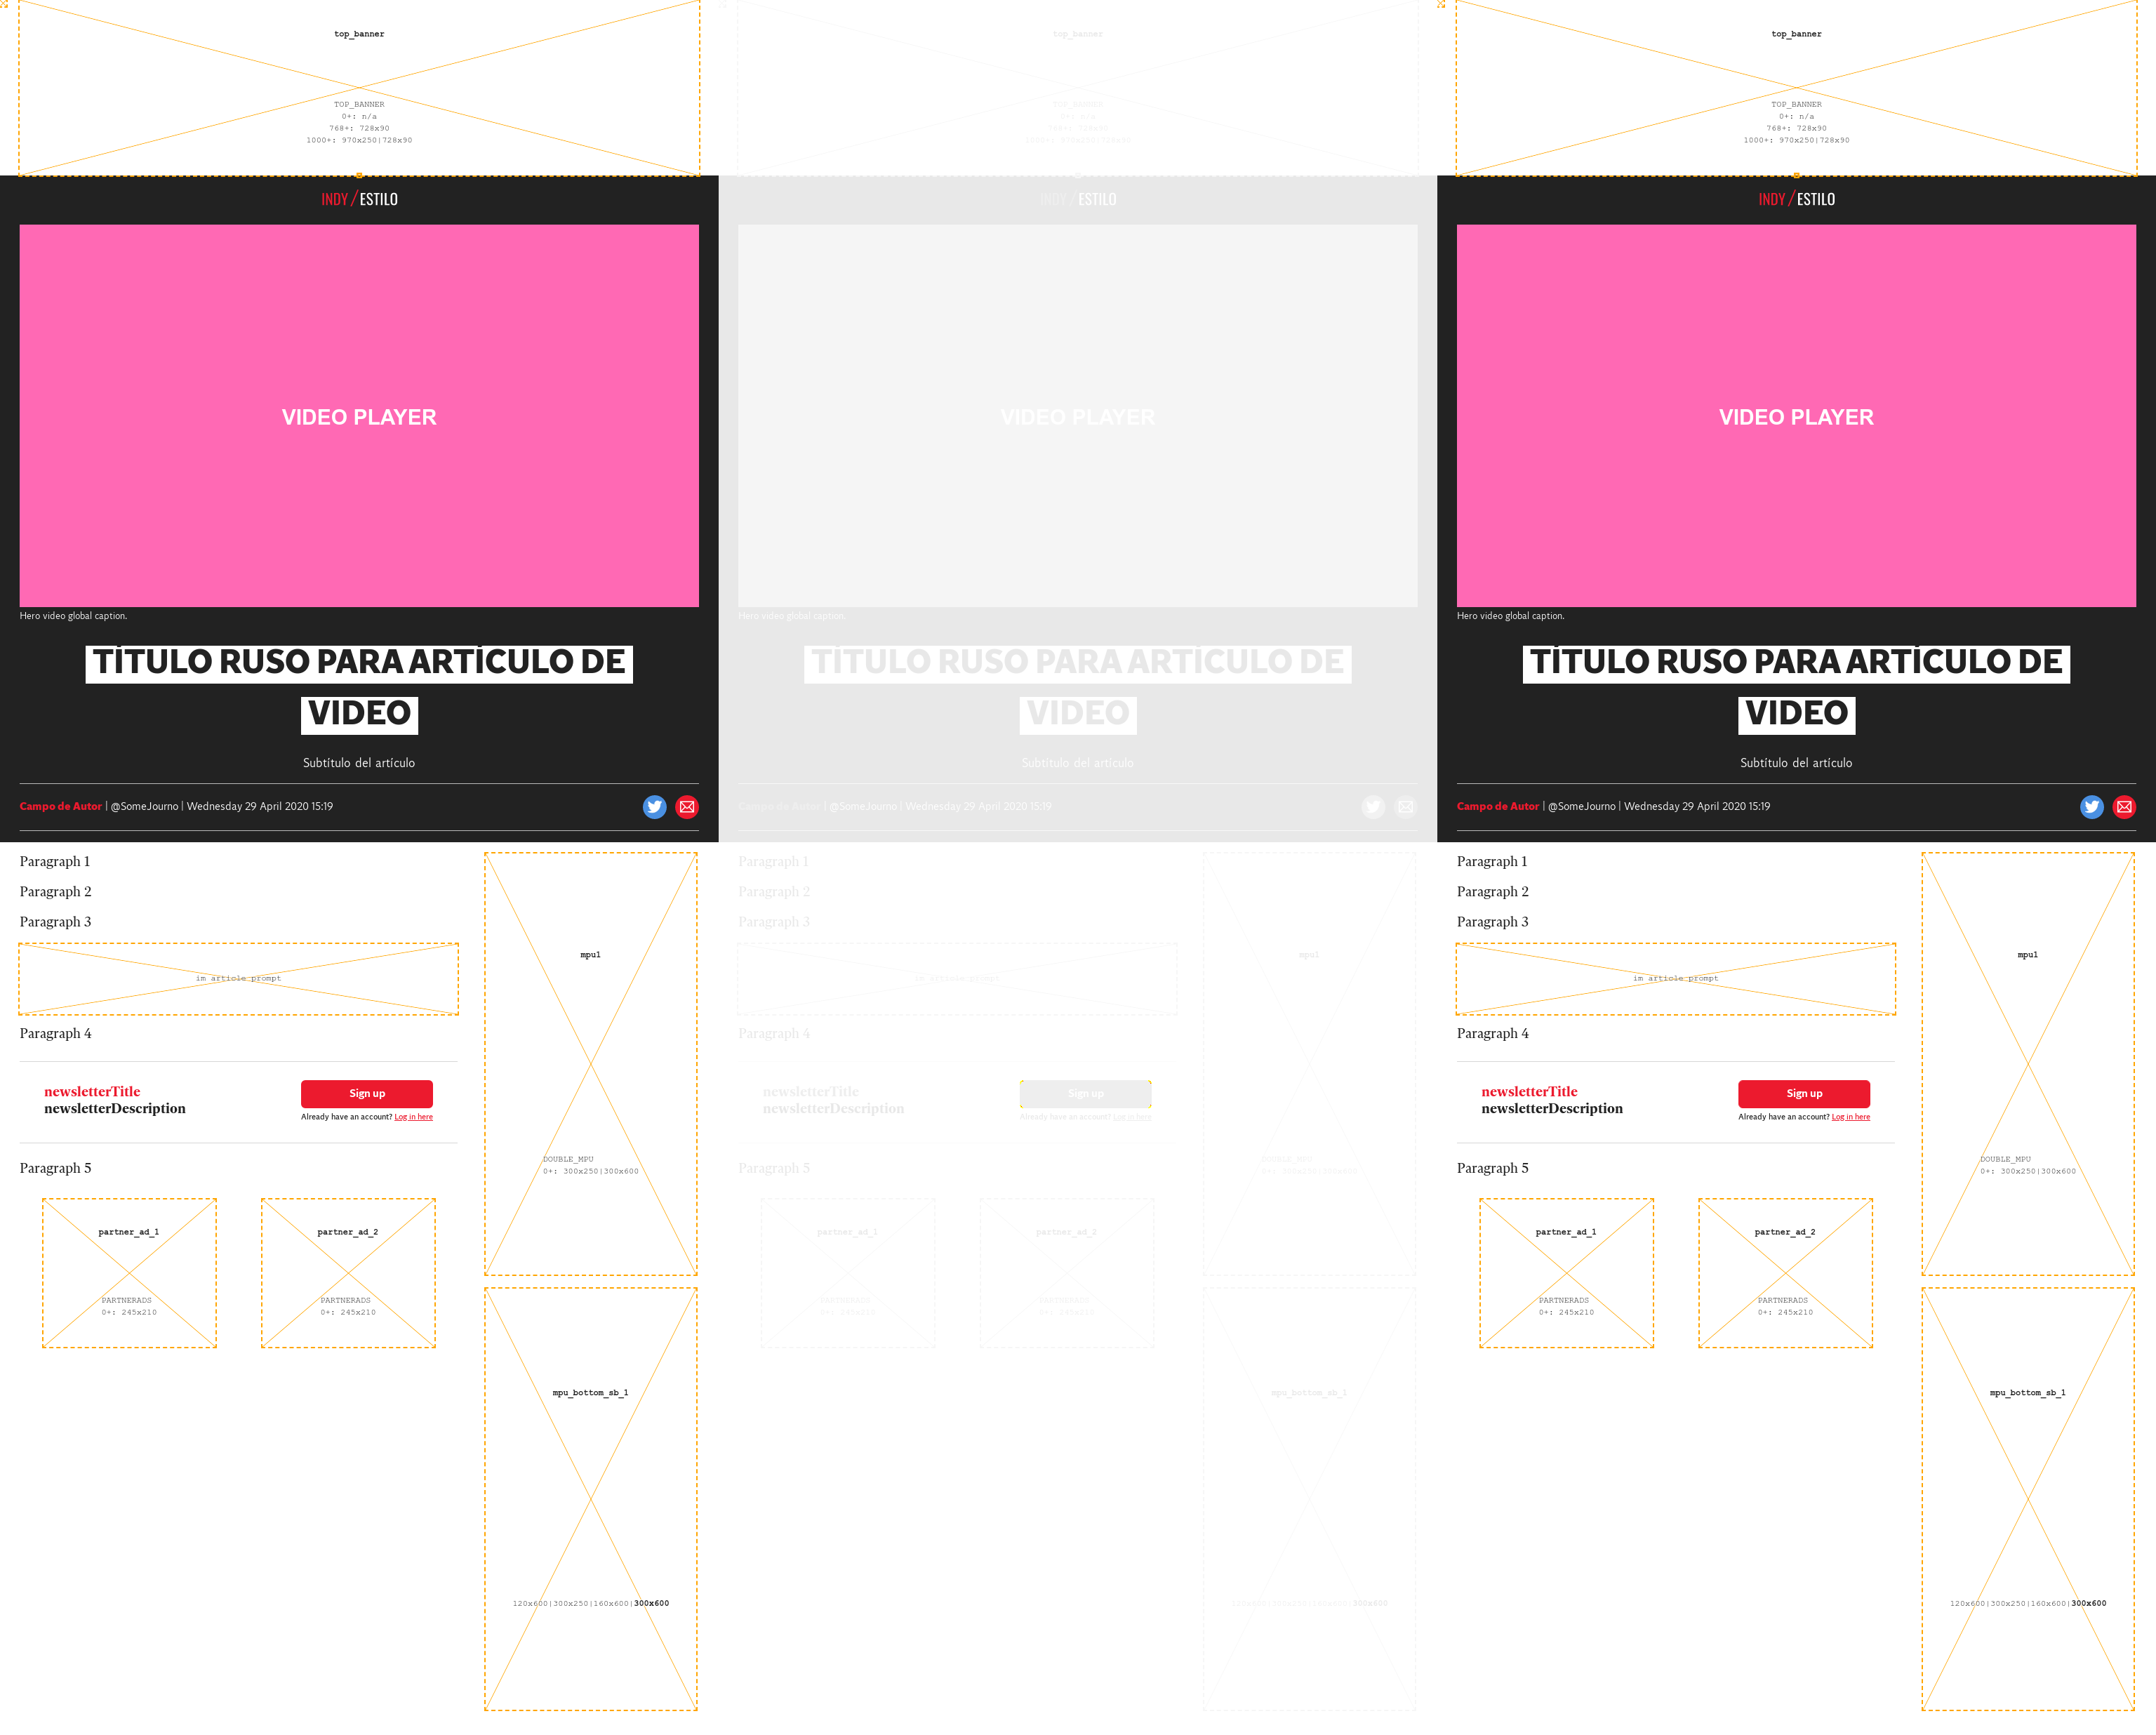 top_banner
TOP_BANNER
0+: n/a
768+: 728x90
1000+: 970x250|728x90
INDY/ESTILO
VIDEO PLAYER
Hero video global caption.
TÍTULO RUSO PARA ARTÍCULO DE
VIDEO
Subtítulo del artículo
Campo de Autor | @SomeJourno | Wednesday 29 April 2020 15:19
Paragraph 1
Paragraph 2
Paragraph 3
im article prompt
Paragraph 4
newsletterTitle
newsletterDescription
Sign up
Already have an account? Log in here
Paragraph 5
partner_ad_1
PARTNERADS
0+: 245x210
partner_ad_2
PARTNERADS
0+: 245x210
mpu1
DOUBLE_MPU
0+: 300x250|300x600
mpu_bottom_sb_1
120x600|300x250|160x600|300x600
top_banner
TOP_BANNER
0+: n/a
768+: 728x90
1000+: 970x250|728x90
INDY/ESTILO
VIDEO PLAYER
Hero video global caption.
TÍTULO RUSO PARA ARTÍCULO DE
VIDEO
Subtítulo del artículo
Campo de Autor | @SomeJourno | Wednesday 29 April 2020 15:19
Paragraph 1
Paragraph 2
Paragraph 3
im article prompt
Paragraph 4
newsletterTitle
newsletterDescription
Sign up
Already have an account? Log in here
Paragraph 5
partner_ad_1
PARTNERADS
0+: 245x210
partner_ad_2
PARTNERADS
0+: 245x210
mpu1
DOUBLE_MPU
0+: 300x250|300x600
mpu_bottom_sb_1
120x600|300x250|160x600|300x600
top_banner
TOP_BANNER
0+: n/a
768+: 728x90
1000+: 970x250|728x90
INDY/ESTILO
VIDEO PLAYER
Hero video global caption.
TÍTULO RUSO PARA ARTÍCULO DE
VIDEO
Subtítulo del artículo
Campo de Autor | @SomeJourno | Wednesday 29 April 2020 15:19
Paragraph 1
Paragraph 2
Paragraph 3
im article prompt
Paragraph 4
newsletterTitle
newsletterDescription
Sign up
Already have an account? Log in here
Paragraph 5
partner_ad_1
PARTNERADS
0+: 245x210
partner_ad_2
PARTNERADS
0+: 245x210
mpu1
DOUBLE_MPU
0+: 300x250|300x600
mpu_bottom_sb_1
120x600|300x250|160x600|300x600